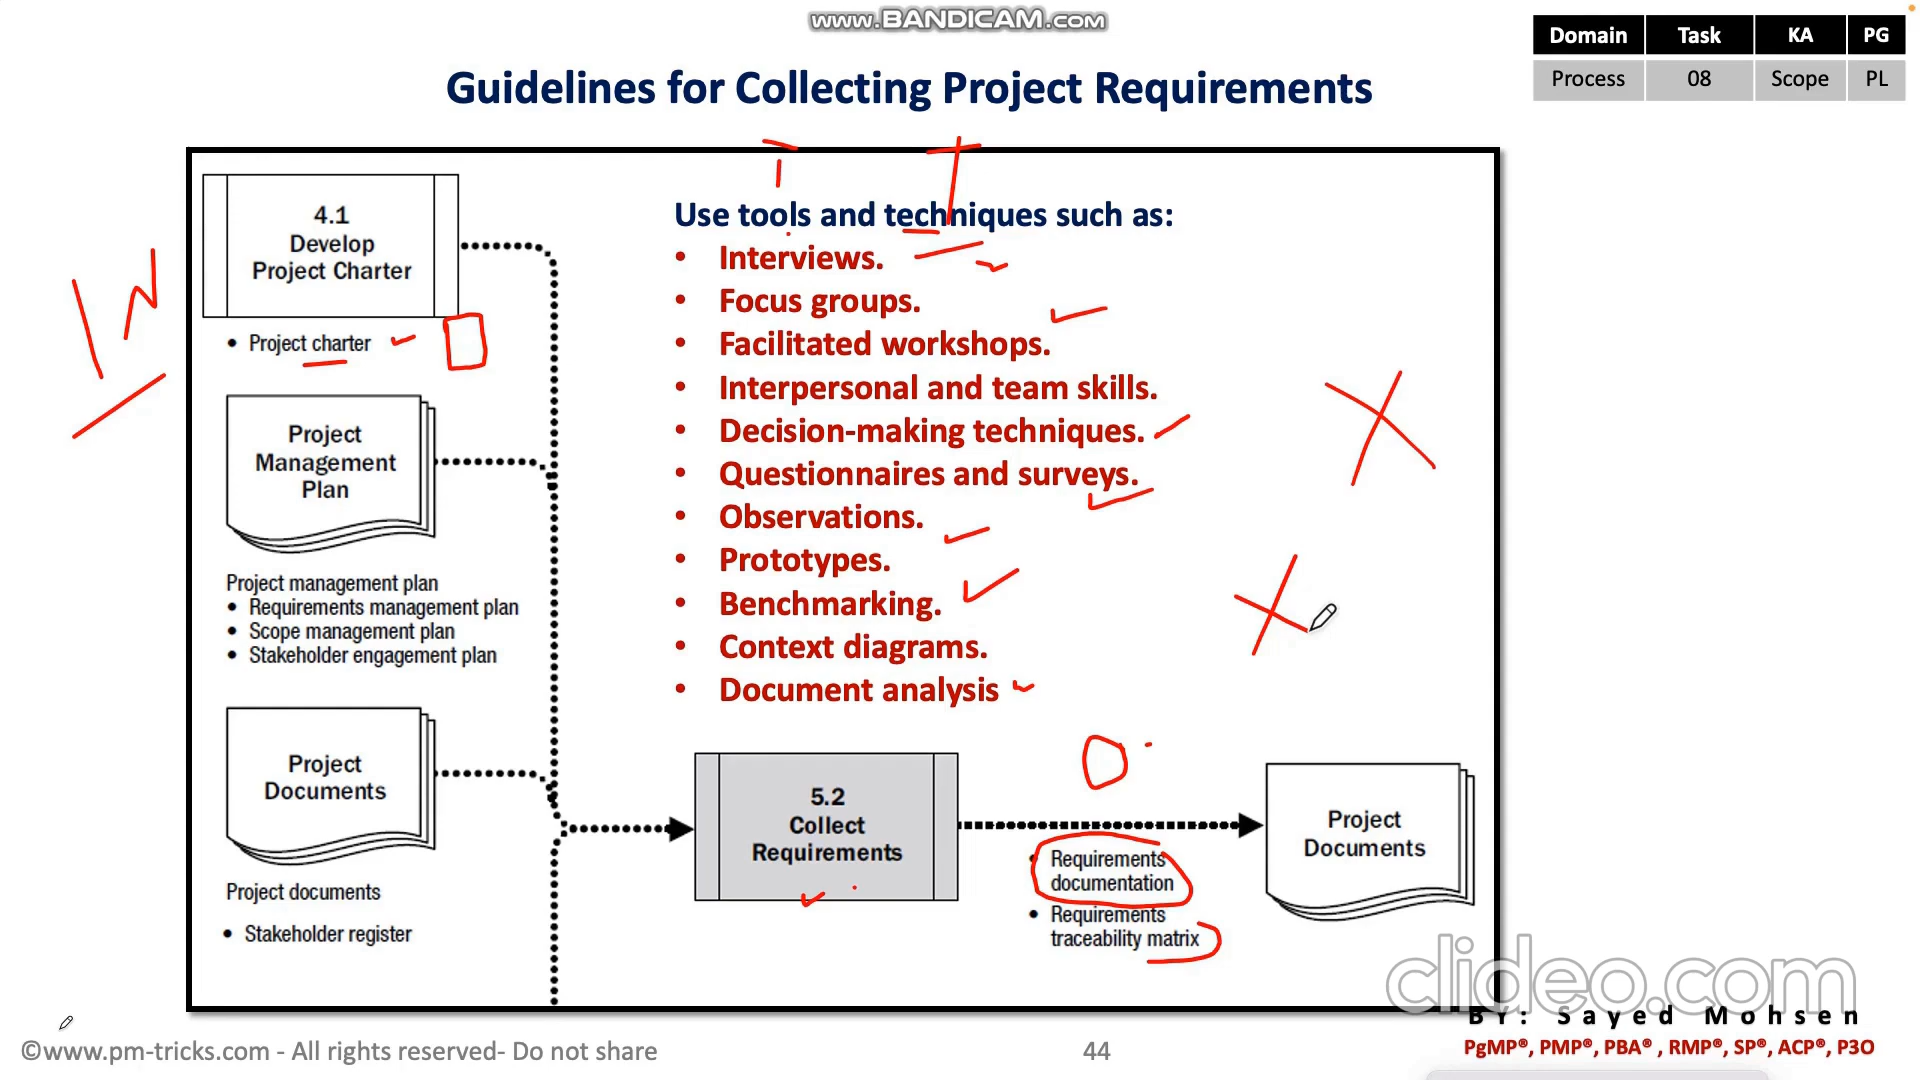 www.BANDICAM.com
Domain Task KA PG
Process 08 Scope PL
Guidelines for Collecting Project Requirements
4.1
Develop
Project Charter
• Project charter
IN
Project
Management
Plan
Project management plan
• Requirements management plan
• Scope management plan
• Stakeholder engagement plan
Project
Documents
Project documents
• Stakeholder register
T T
Use tools and techniques such as:
• Interviews.
• Focus groups.
• Facilitated workshops.
• Interpersonal and team skills.
• Decision-making techniques.
• Questionnaires and surveys.
• Observations.
• Prototypes.
• Benchmarking.
• Context diagrams.
• Document analysis
5.2
Collect
Requirements
• Requirements
documentation
• Requirements
traceability matrix
Project
Documents
clideo.com
BY: Sayed Mohsen
PgMP®, PMP®, PBA® , RMP®, SP®, ACP®, P3O
©www.pm-tricks.com - All rights reserved- Do not share
44